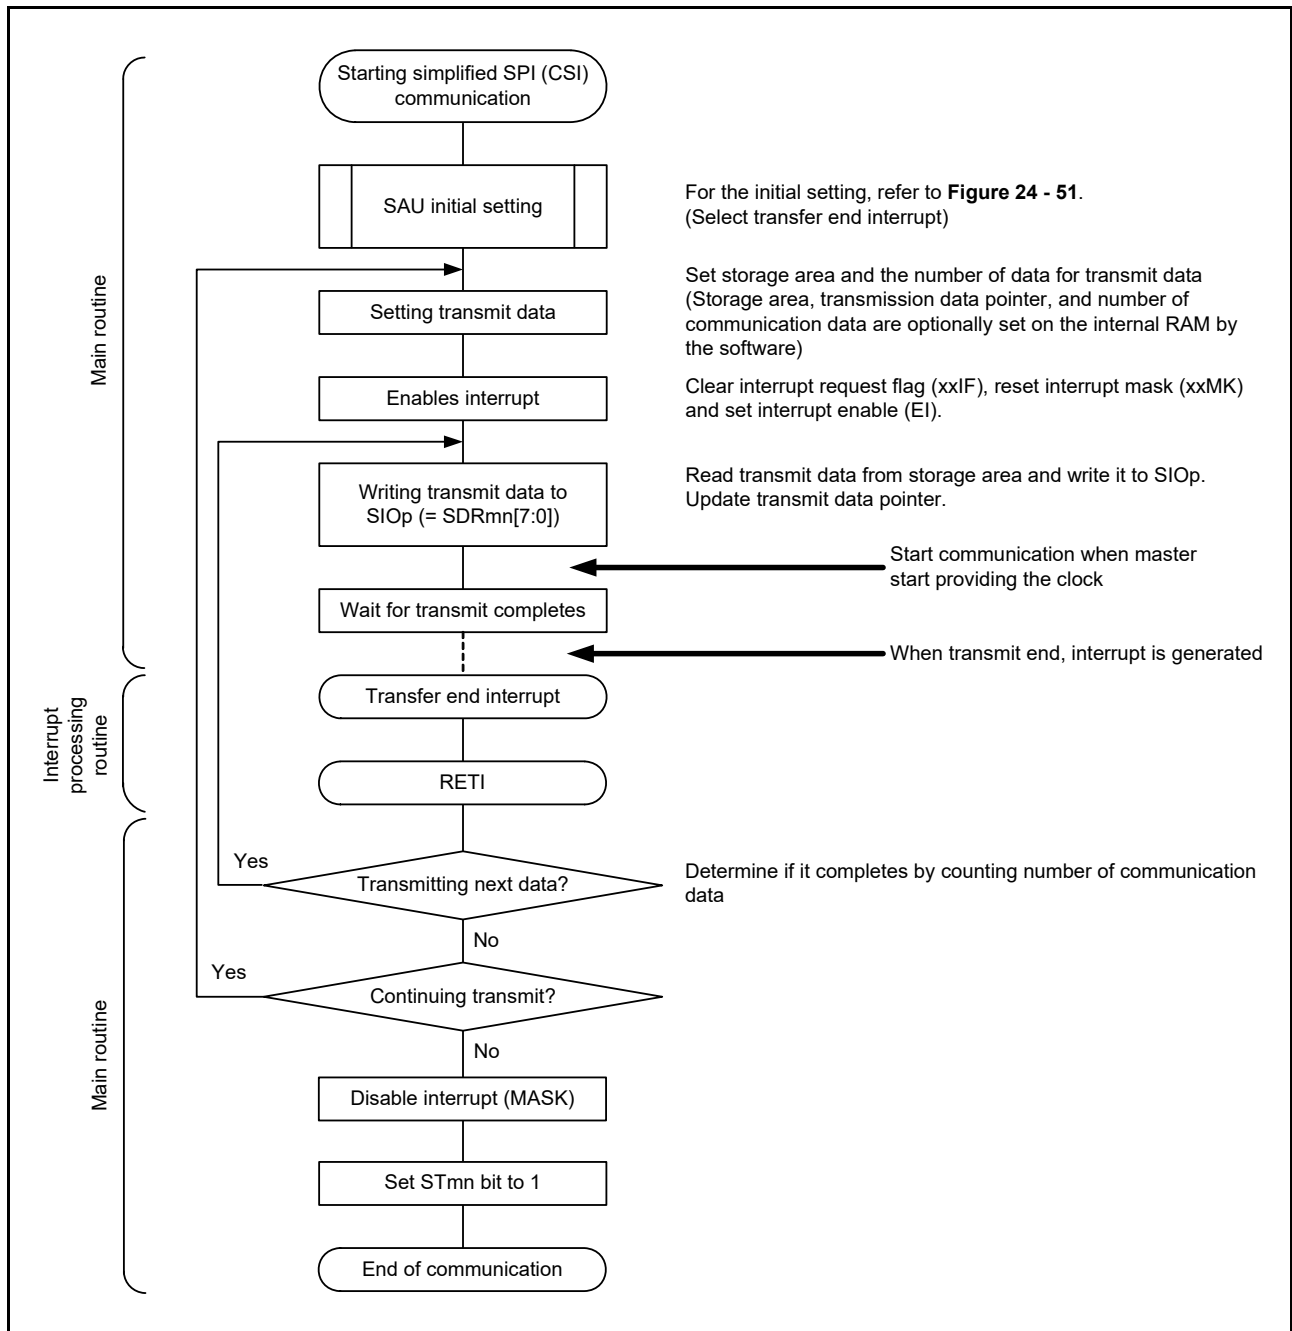 Starting simplified SPI (CSI)
communication
SAU initial setting
For the initial setting, refer to Figure 24 - 51.
(Select transfer end interrupt)
Main routine
Setting transmit data
Set storage area and the number of data for transmit data
(Storage area, transmission data pointer, and number of
communication data are optionally set on the internal RAM by
the software)
Enables interrupt
Clear interrupt request flag (xxIF), reset interrupt mask (xxMK)
and set interrupt enable (EI).
Writing transmit data to
SIOp (= SDRmn[7:0])
Read transmit data from storage area and write it to SIOp.
Update transmit data pointer.
Start communication when master
start providing the clock
Wait for transmit completes
When transmit end, interrupt is generated
Interrupt
processing
routine
Transfer end interrupt
RETI
Yes
Transmitting next data?
Determine if it completes by counting number of communication
data
No
Yes
Continuing transmit?
Main routine
No
Disable interrupt (MASK)
Set STmn bit to 1
End of communication